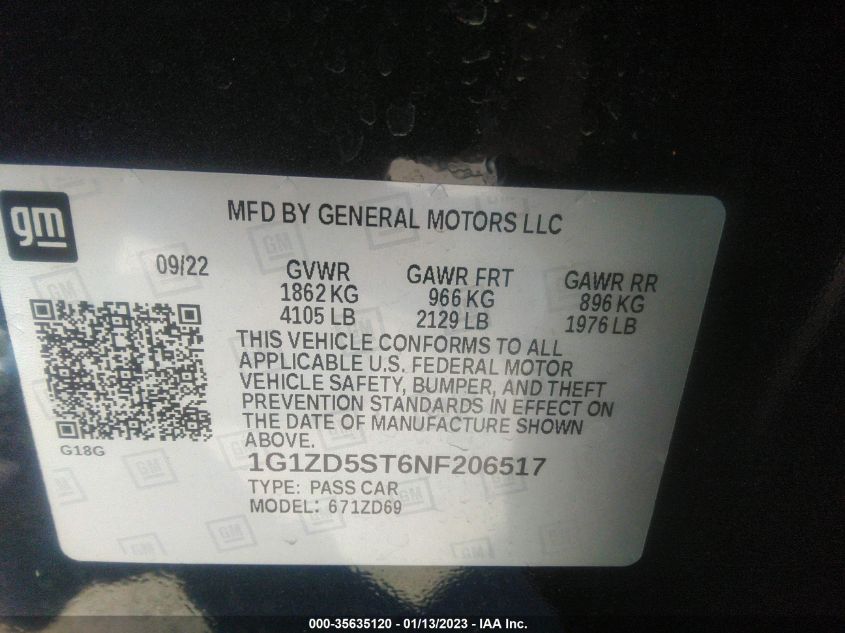 gm
MFD BY GENERAL MOTORS LLC
09/22
GVWR
1862 KG
4105 LB
GAWR FRT
966 KG
2129 LB
GAWR RR
896 KG
1976 LB
THIS VEHICLE CONFORMS TO ALL
APPLICABLE U.S. FEDERAL MOTOR
VEHICLE SAFETY, BUMPER, AND THEFT
PREVENTION STANDARDS IN EFFECT ON
THE DATE OF MANUFACTURE SHOWN
ABOVE.
G18G
1G1ZD5ST6NF206517
TYPE: PASS CAR
MODEL: 671ZD69
000-35635120 - 01/13/2023 - IAA Inc.